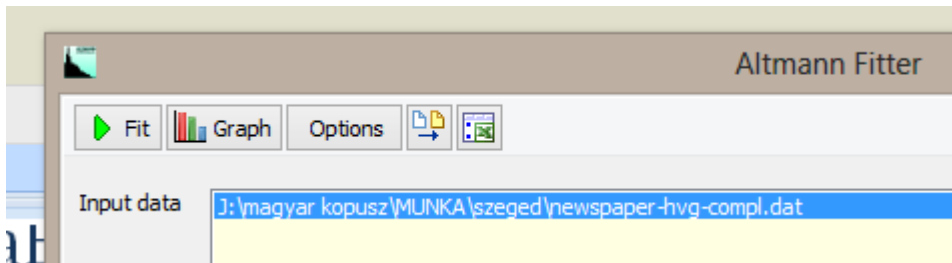 Altmann Fitter
Fit Graph Options
Input data J:\magyar kopusz\MUNKA\szeged\newspaper-hvg-compl.dat